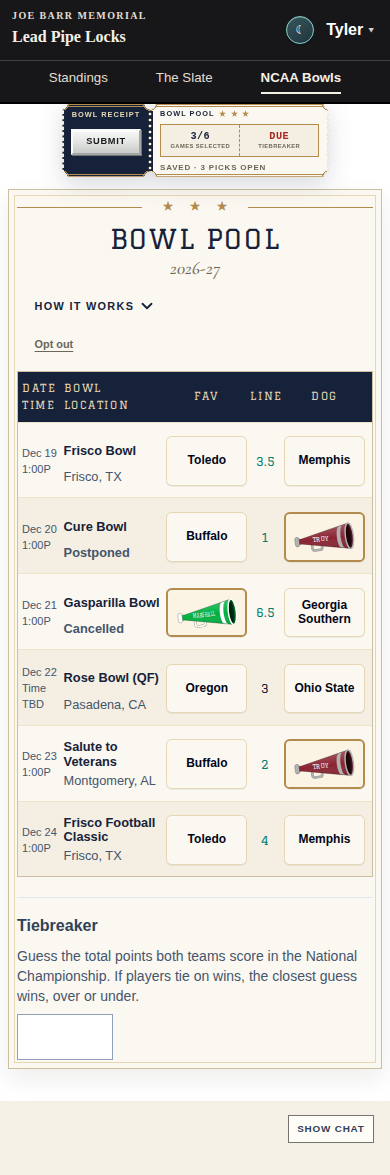 JOE BARR MEMORIAL
Lead Pipe Locks
Tyler
Standings The Slate NCAA Bowls
BOWL RECEIPT
SUBMIT
BOWL POOL ★ ★ ★
3/6 DUE
GAMES SELECTED TIEBREAKER
SAVED · 3 PICKS OPEN
★ ★ ★
BOWL POOL
2026-27
HOW IT WORKS
Opt out
DATE BOWL FAV LINE DOG
TIME LOCATION
Dec 19 Frisco Bowl Toledo 3.5 Memphis
1:00P Frisco, TX
Dec 20 Cure Bowl Buffalo 1 TROY
1:00P Postponed
Dec 21 Gasparilla Bowl MARSHALL 6.5 Georgia Southern
1:00P Cancelled
Dec 22 Rose Bowl (QF) Oregon 3 Ohio State
Time TBD Pasadena, CA
Dec 23 Salute to Veterans Buffalo 2 TROY
1:00P Montgomery, AL
Dec 24 Frisco Football Classic Toledo 4 Memphis
1:00P Frisco, TX
Tiebreaker
Guess the total points both teams score in the National
Championship. If players tie on wins, the closest guess
wins, over or under.
SHOW CHAT